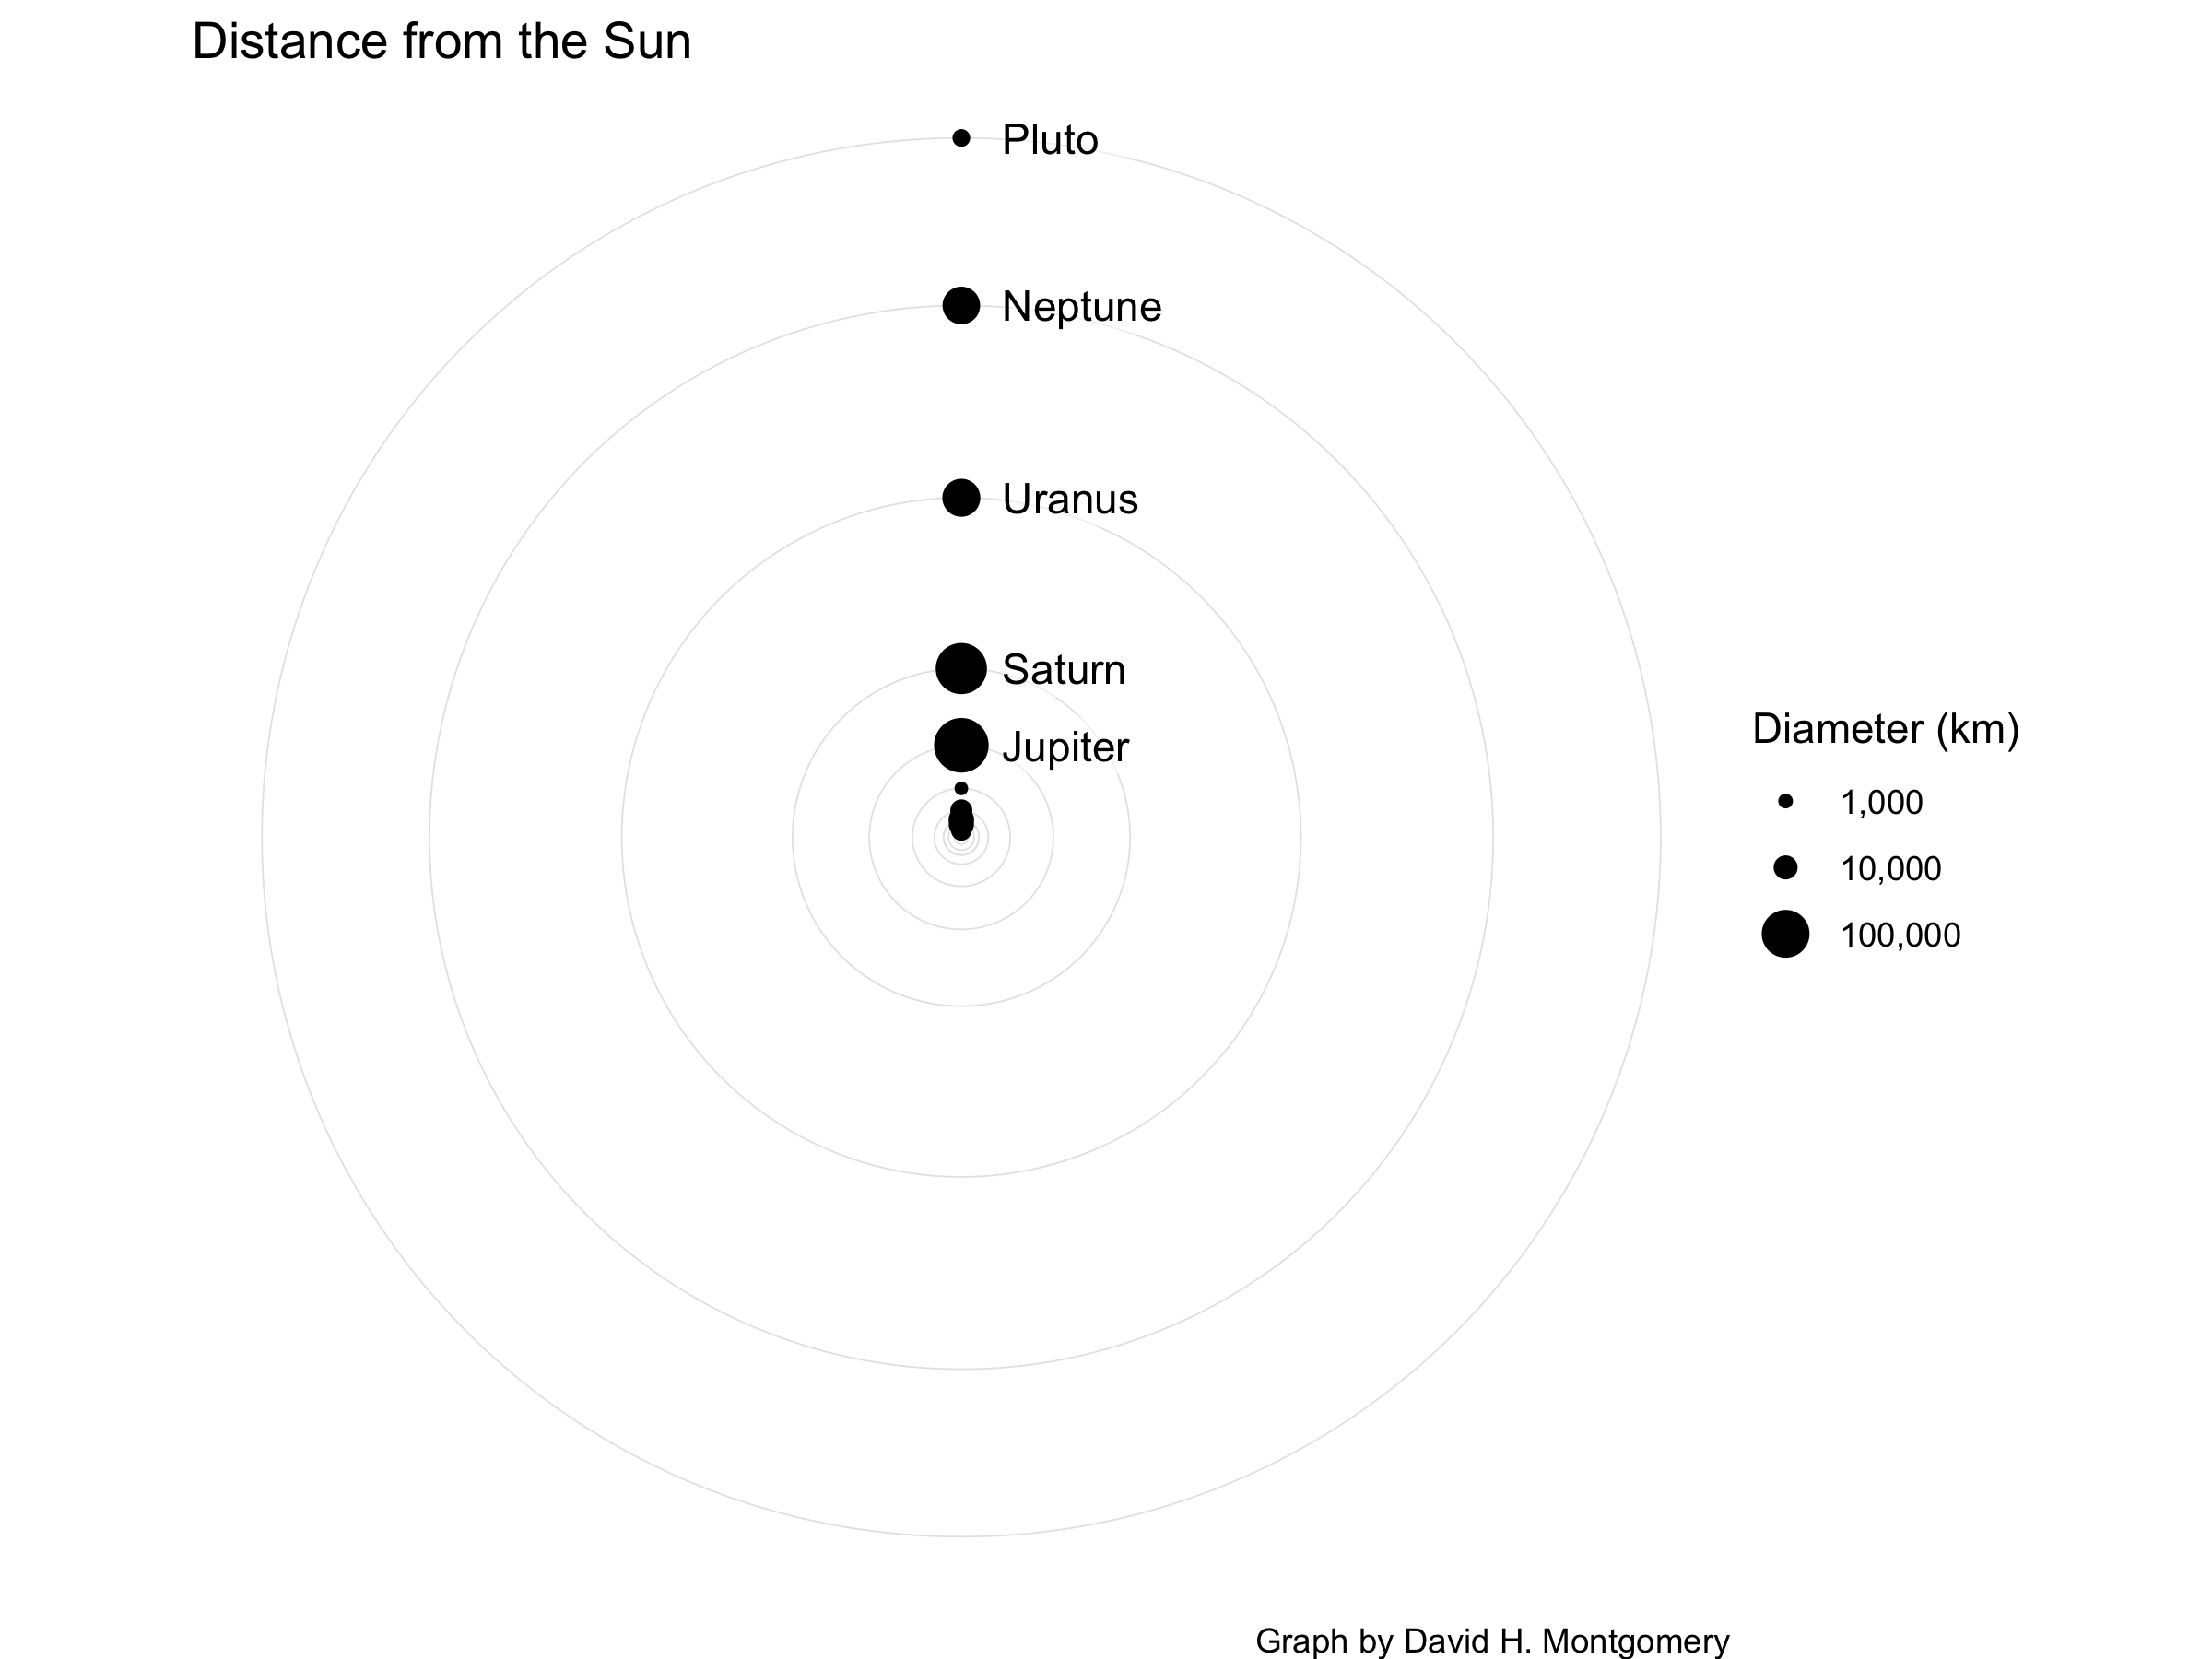 Distance from the Sun
Pluto
Neptune
Uranus
Saturn
Jupiter
Diameter (km)
1,000
10,000
100,000
Graph by David H. Montgomery